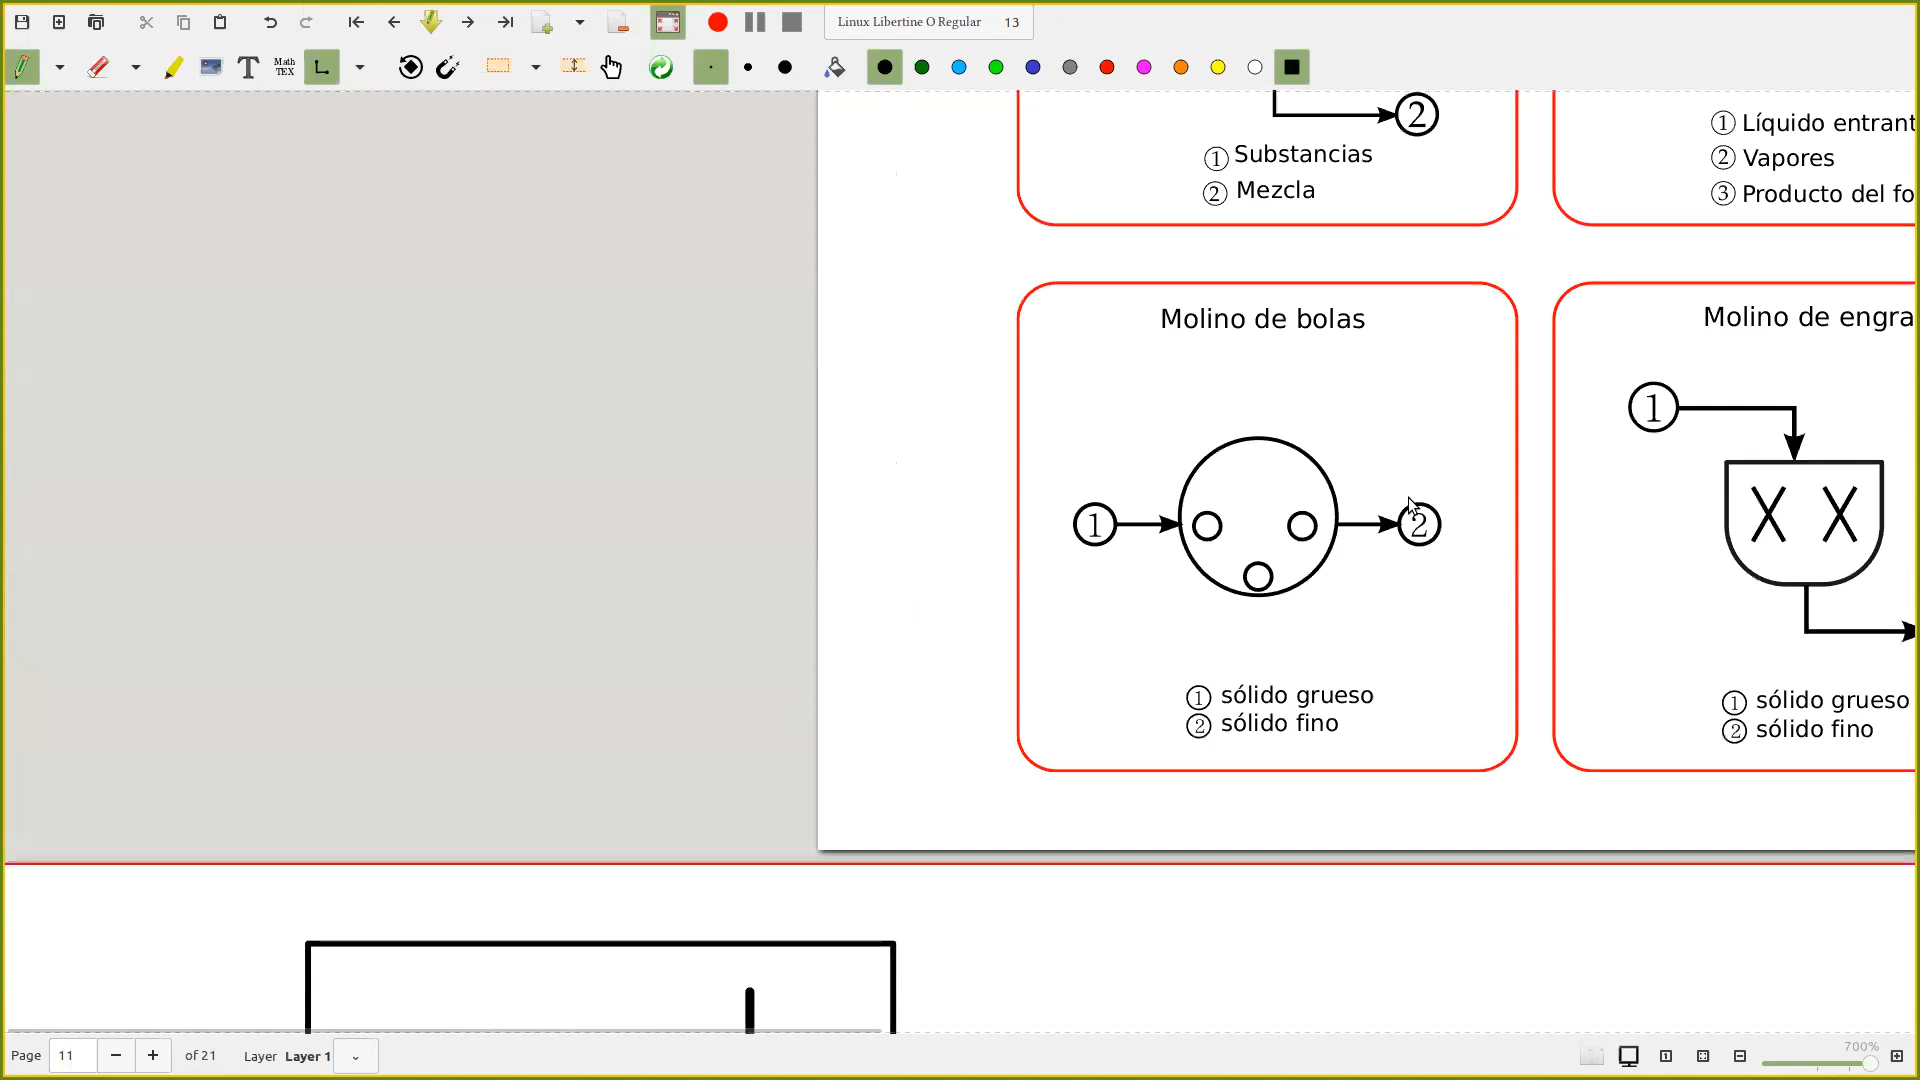 Linux Libertine O Regular 13
Math
TEX
2
1 Substancias
2 Mezcla
1 Líquido entrant
2 Vapores
3 Producto del fo
Molino de bolas
1
2
1 sólido grueso
2 sólido fino
Molino de engra
1
X X
1 sólido grueso
2 sólido fino
Page 11 of 21 Layer Layer 1
700%